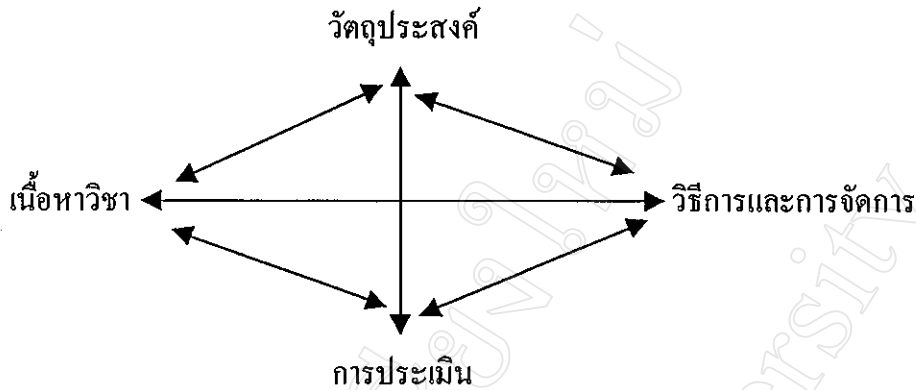 วัตถุประสงค์
เนื้อหาวิชา
วิธีการและการจัดการ
การประเมิน